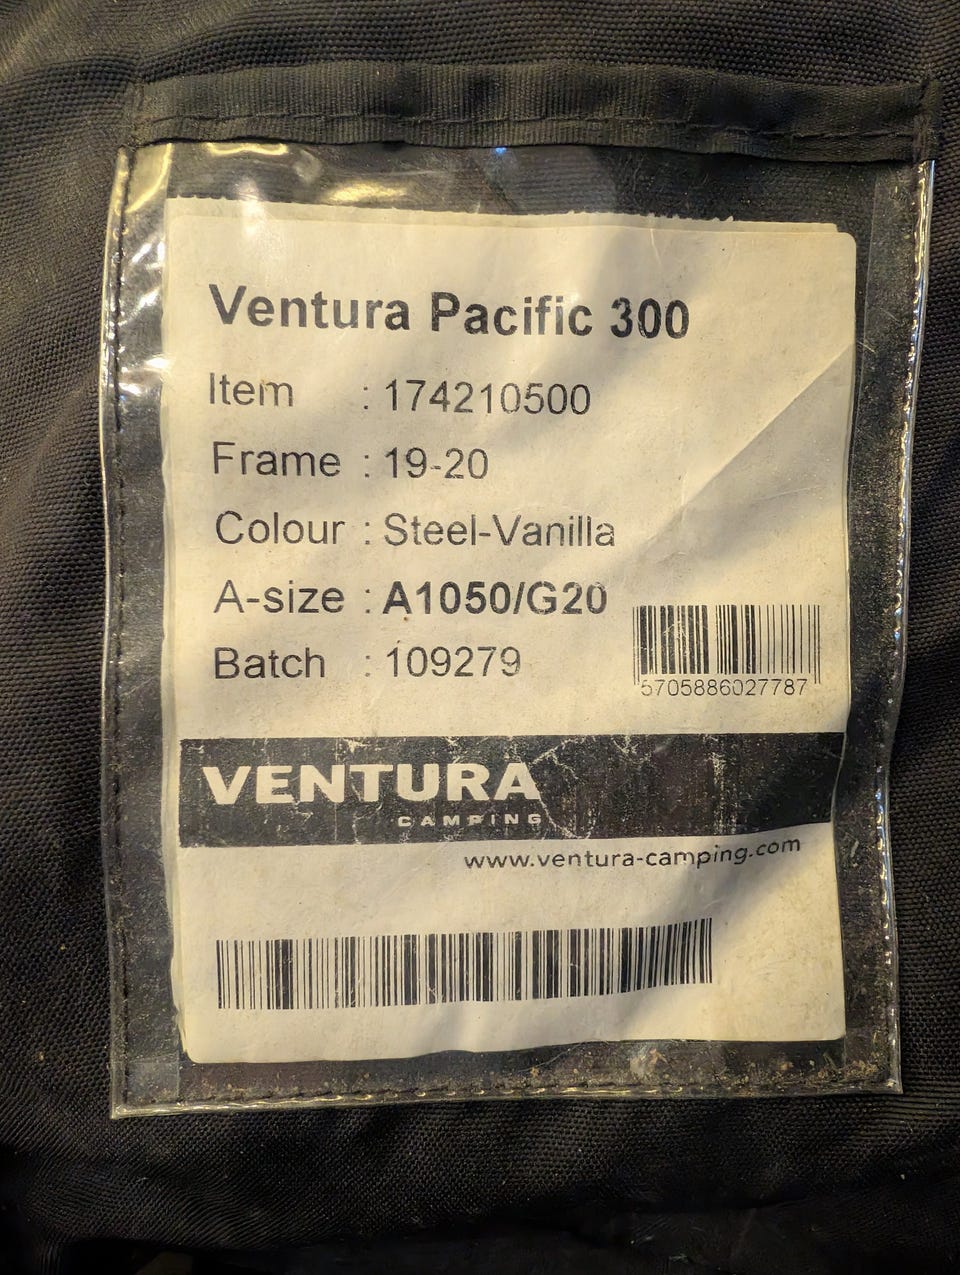 Ventura Pacific 300
Item : 174210500
Frame : 19-20
Colour : Steel-Vanilla
A-size : A1050/G20
Batch : 109279
5705886027787
VENTURA
CAMPING
www.ventura-camping.com